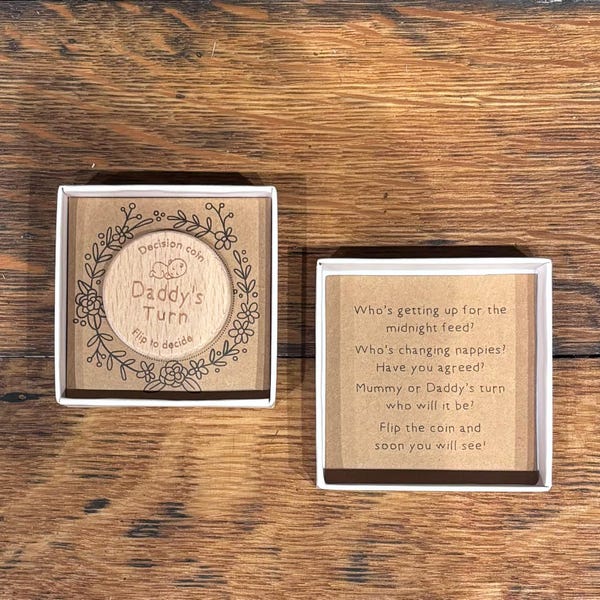 Decision coin
Daddy's
Turn
Flip to decide
Who's getting up for the
midnight feed?
Who's changing nappies?
Have you agreed?
Mummy or Daddy's turn
who will it be?
Flip the coin and
soon you will see!